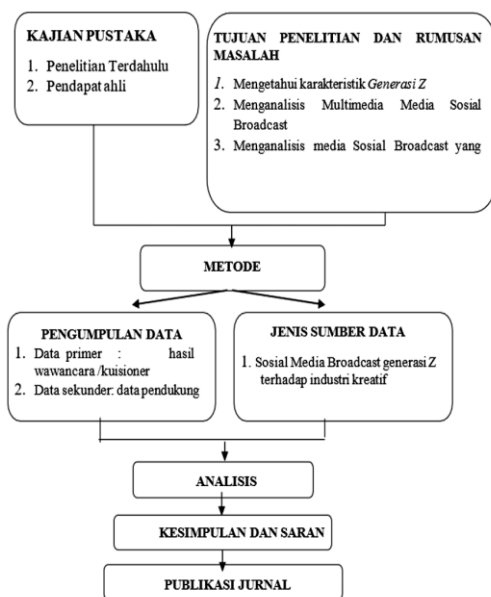 KAJIAN PUSTAKA
1. Penelitian Terdahulu
2. Pendapat ahli
TUJUAN PENELITIAN DAN RUMUSAN
MASALAH
1. Mengetahui karakteristik Generasi Z
2. Menganalisis Multimedia Media Sosial
Broadcast
3. Menganalisis media Sosial Broadcast yang
METODE
PENGUMPULAN DATA
1. Data primer : hasil
wawancara /kuisioner
2. Data sekunder: data pendukung
JENIS SUMBER DATA
1. Sosial Media Broadcast generasi Z
terhadap industri kreatif
ANALISIS
KESIMPULAN DAN SARAN
PUBLIKASI JURNAL